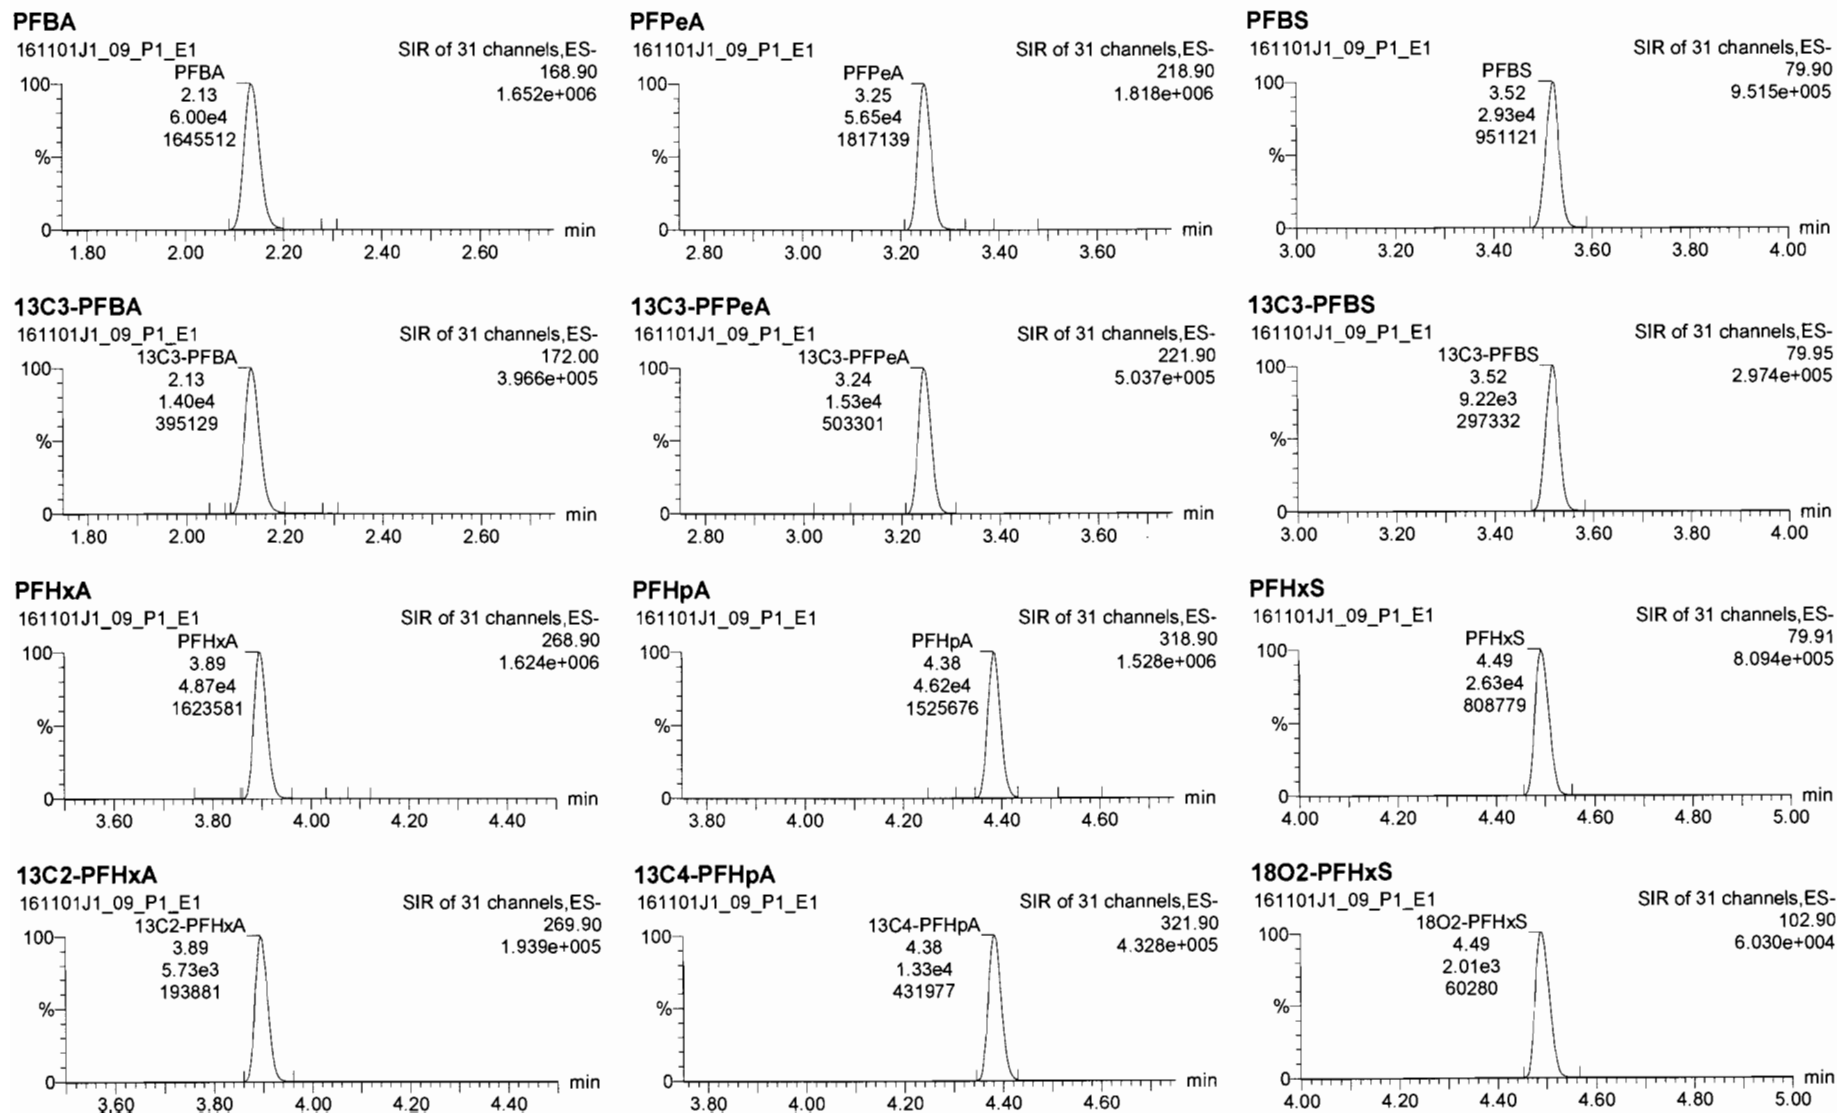 PFBA
161101J1_09_P1_E1 SIR of 31 channels,ES-
PFBA 168.90
2.13 1.652e+006
6.00e4
1645512
100
%
0
min
1.80 2.00 2.20 2.40 2.60
PFPeA
161101J1_09_P1_E1 SIR of 31 channels,ES-
PFPeA 218.90
3.25 1.818e+006
5.65e4
1817139
100
%
0
min
2.80 3.00 3.20 3.40 3.60
PFBS
161101J1_09_P1_E1 SIR of 31 channels,ES-
PFBS 79.90
3.52 9.515e+005
2.93e4
951121
100
%
0
min
3.00 3.20 3.40 3.60 3.80 4.00
13C3-PFBA
161101J1_09_P1_E1 SIR of 31 channels,ES-
13C3-PFBA 172.00
2.13 3.966e+005
1.40e4
395129
100
%
0
min
1.80 2.00 2.20 2.40 2.60
13C3-PFPeA
161101J1_09_P1_E1 SIR of 31 channels,ES-
13C3-PFPeA 221.90
3.24 5.037e+005
1.53e4
503301
100
%
0
min
2.80 3.00 3.20 3.40 3.60
13C3-PFBS
161101J1_09_P1_E1 SIR of 31 channels,ES-
13C3-PFBS 79.95
3.52 2.974e+005
9.22e3
297332
100
%
0
min
3.00 3.20 3.40 3.60 3.80 4.00
PFHxA
161101J1_09_P1_E1 SIR of 31 channels,ES-
PFHxA 268.90
3.89 1.624e+006
4.87e4
1623581
100
%
0
min
3.60 3.80 4.00 4.20 4.40
PFHpA
161101J1_09_P1_E1 SIR of 31 channels,ES-
PFHpA 318.90
4.38 1.528e+006
4.62e4
1525676
100
%
0
min
3.80 4.00 4.20 4.40 4.60
PFHxS
161101J1_09_P1_E1 SIR of 31 channels,ES-
PFHxS 79.91
4.49 8.094e+005
2.63e4
808779
100
%
0
min
4.00 4.20 4.40 4.60 4.80 5.00
13C2-PFHxA
161101J1_09_P1_E1 SIR of 31 channels,ES-
13C2-PFHxA 269.90
3.89 1.939e+005
5.73e3
193881
100
%
0
min
3.60 3.80 4.00 4.20 4.40
13C4-PFHpA
161101J1_09_P1_E1 SIR of 31 channels,ES-
13C4-PFHpA 321.90
4.38 4.328e+005
1.33e4
431977
100
%
0
min
3.80 4.00 4.20 4.40 4.60
18O2-PFHxS
161101J1_09_P1_E1 SIR of 31 channels,ES-
18O2-PFHxS 102.90
4.49 6.030e+004
2.01e3
60280
100
%
0
min
4.00 4.20 4.40 4.60 4.80 5.00